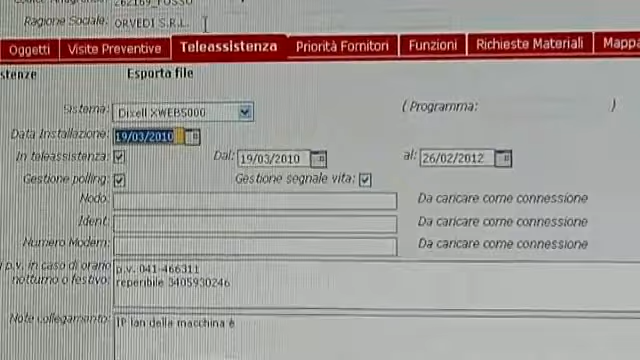 Ragione Sociale: ORVEDI S.R.L.
Oggetti Visite Preventive Teleassistenza Priorità Fornitori Funzioni Richieste Materiali Mappa
stenze Esporta file
Sistema: Dixell XWEB5000 (Programma: )
Data Installazione: 19/03/2010
In teleassistenza: Dal: 19/03/2010 al: 26/02/2012
Gestione polling: Gestione segnale vita:
Nodo: Da caricare come connessione
Ident: Da caricare come connessione
Numero Modem: Da caricare come connessione
p.v. in caso di orario p.v. 041-466311
notturno o festivo: reperibile 3405930246
Note collegamento: IP lan della macchina è